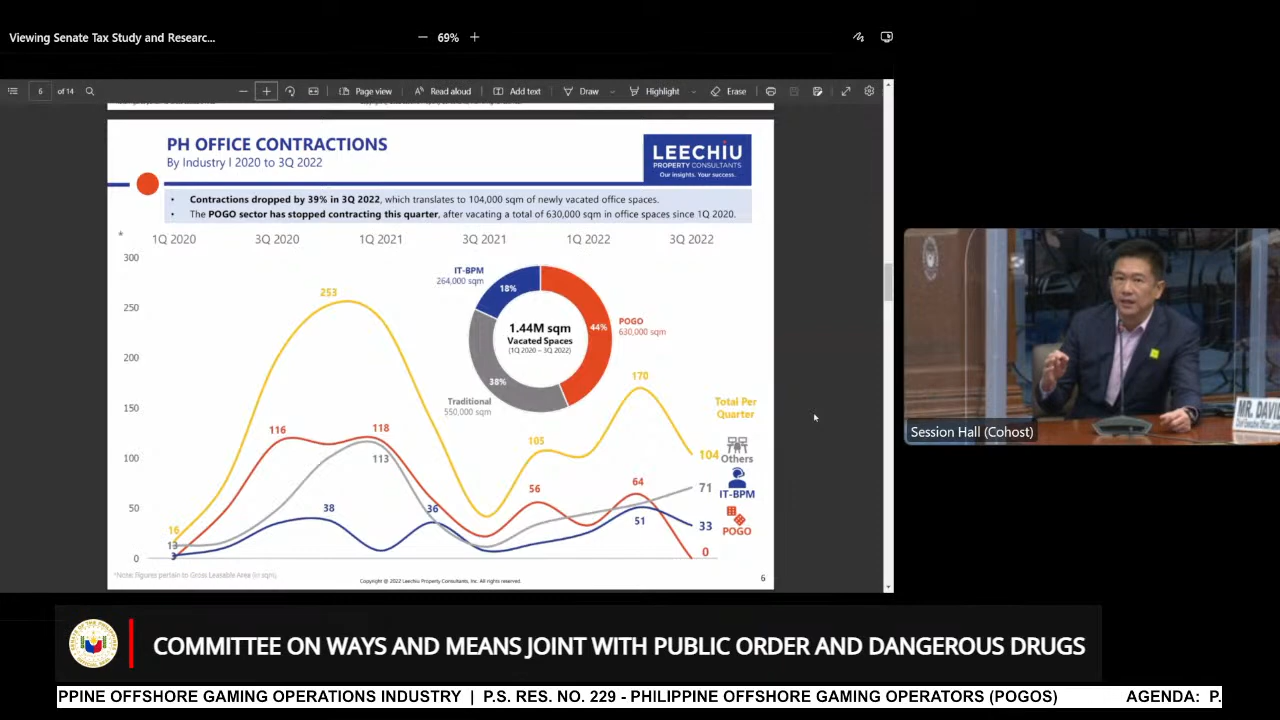 Viewing Senate Tax Study and Researc...
69%
6 of 14
Page view
Read aloud
Add text
Draw
Highlight
Erase
PH OFFICE CONTRACTIONS
By Industry I 2020 to 3Q 2022
LEECHIU
PROPERTY CONSULTANTS
Our insights. Your success.
• Contractions dropped by 39% in 3Q 2022, which translates to 104,000 sqm of newly vacated office spaces.
• The POGO sector has stopped contracting this quarter, after vacating a total of 630,000 sqm in office spaces since 1Q 2020.
*
1Q 2020 3Q 2020 1Q 2021 3Q 2021 1Q 2022 3Q 2022
300
250
200
150
100
50
0
IT-BPM
264,000 sqm
18%
1.44M sqm
Vacated Spaces
(1Q 2020 – 3Q 2022)
44%
POGO
630,000 sqm
38%
Traditional
550,000 sqm
253
170
116
118
113
105
104
16
13
3
38
36
56
64
51
71
33
0
Total Per
Quarter
Others
IT-BPM
POGO
*Note: Figures pertain to Gross Leasable Area (in sqm).
Copyright @ 2022 Leechiu Property Consultants, Inc. All rights reserved.
6
Session Hall (Cohost)
MR. DAVID
COMMITTEE ON WAYS AND MEANS JOINT WITH PUBLIC ORDER AND DANGEROUS DRUGS
PPINE OFFSHORE GAMING OPERATIONS INDUSTRY | P.S. RES. NO. 229 - PHILIPPINE OFFSHORE GAMING OPERATORS (POGOS) AGENDA: P.